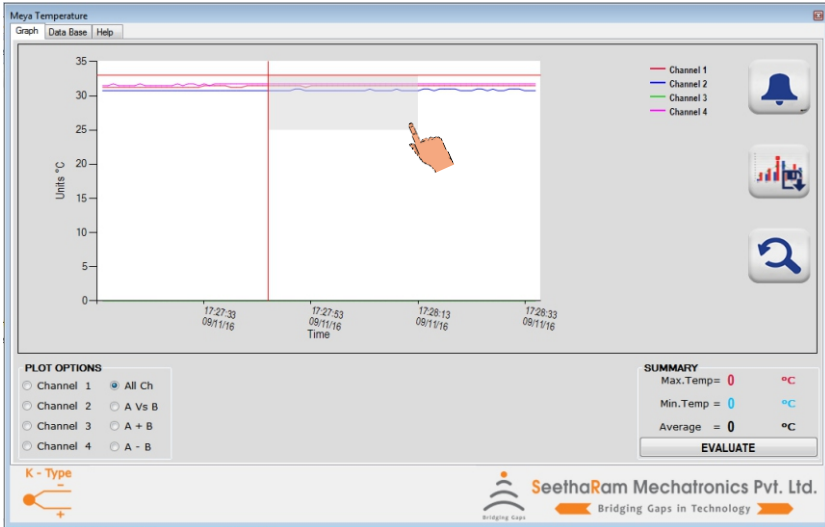 Meya Temperature
Graph Data Base Help
35
30
25
20
15
10
5
0
Units °C
17:27:33
09/11/16
17:27:53
09/11/16
17:28:13
09/11/16
17:28:33
09/11/16
Time
Channel 1
Channel 2
Channel 3
Channel 4
PLOT OPTIONS
Channel 1 All Ch
Channel 2 A Vs B
Channel 3 A + B
Channel 4 A - B
SUMMARY
Max.Temp= 0 °C
Min.Temp = 0 °C
Average = 0 °C
EVALUATE
K - Type
−
+
Bridging Gaps
SeethaRam Mechatronics Pvt. Ltd.
Bridging Gaps in Technology